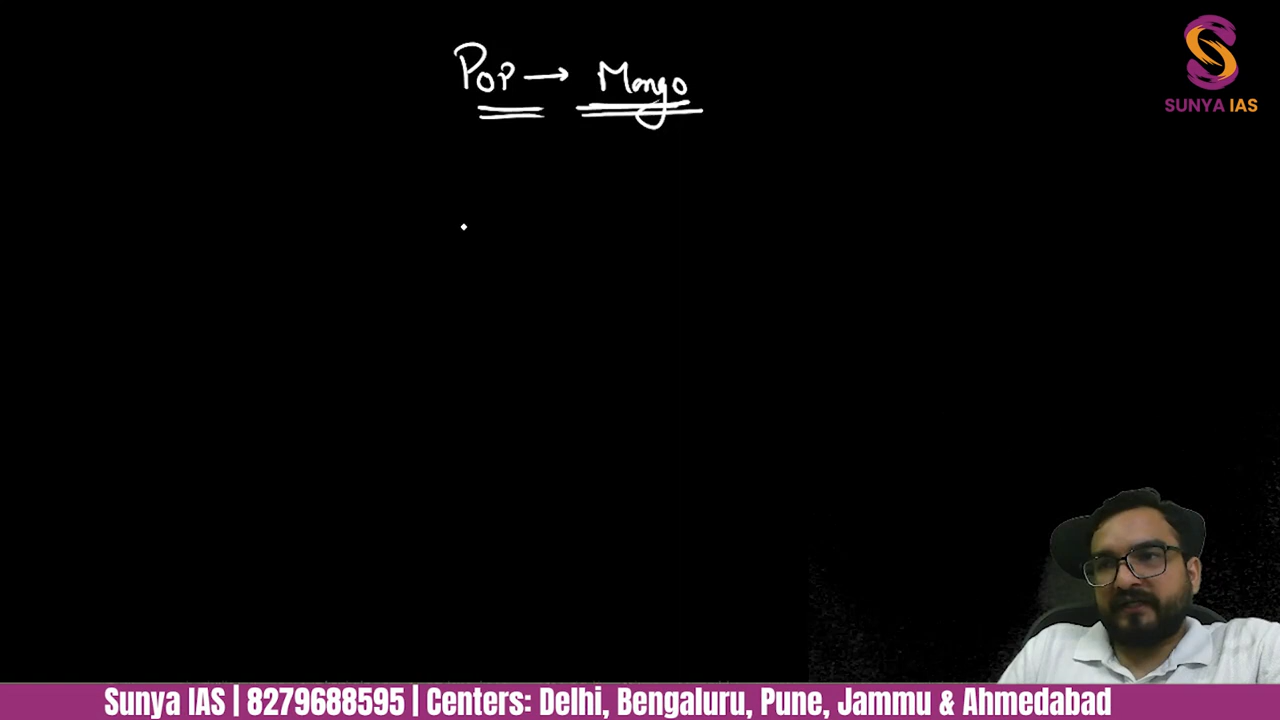 POP → Mango
SUNYA IAS
Sunya IAS | 8279688595 | Centers: Delhi, Bengaluru, Pune, Jammu & Ahmedabad